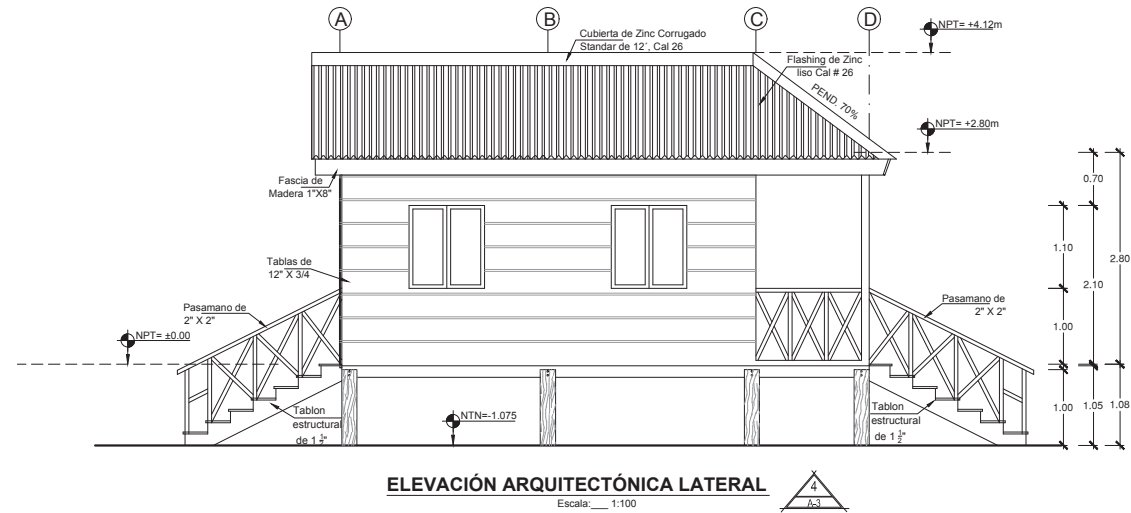 A
B
C
D
NPT= +4.12m
Cubierta de Zinc Corrugado
Standar de 12´, Cal 26
Flashing de Zinc
liso Cal # 26
PEND. 70%
NPT= +2.80m
Fascia de
Madera 1"X8"
0.70
1.10
2.10
2.80
Tablas de
12" X 3/4
Pasamano de
2" X 2"
Pasamano de
2" X 2"
NPT= ±0.00
1.00
Tablon
estructural
de 1 1/2"
NTN=-1.075
Tablon
estructural
de 1 1/2"
1.00
1.05
1.08
ELEVACIÓN ARQUITECTÓNICA LATERAL
Escala:___ 1:100
4
A-3